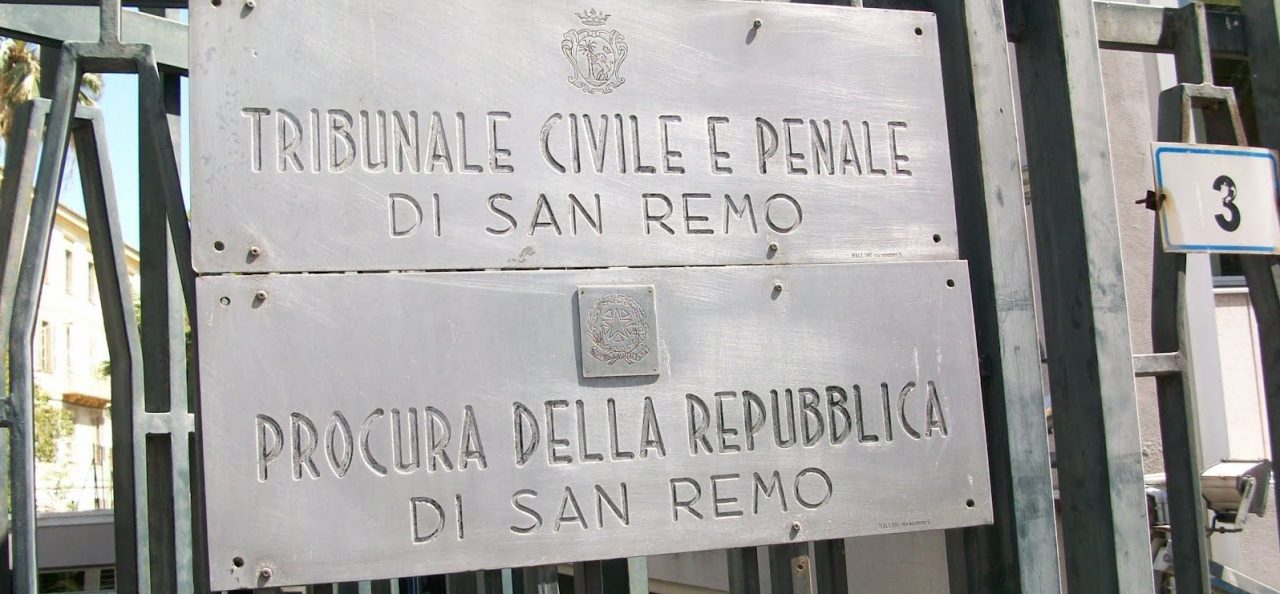 TRIBUNALE CIVILE E PENALE
DI SAN REMO
PROCURA DELLA REPUBBLICA
DI SAN REMO
3